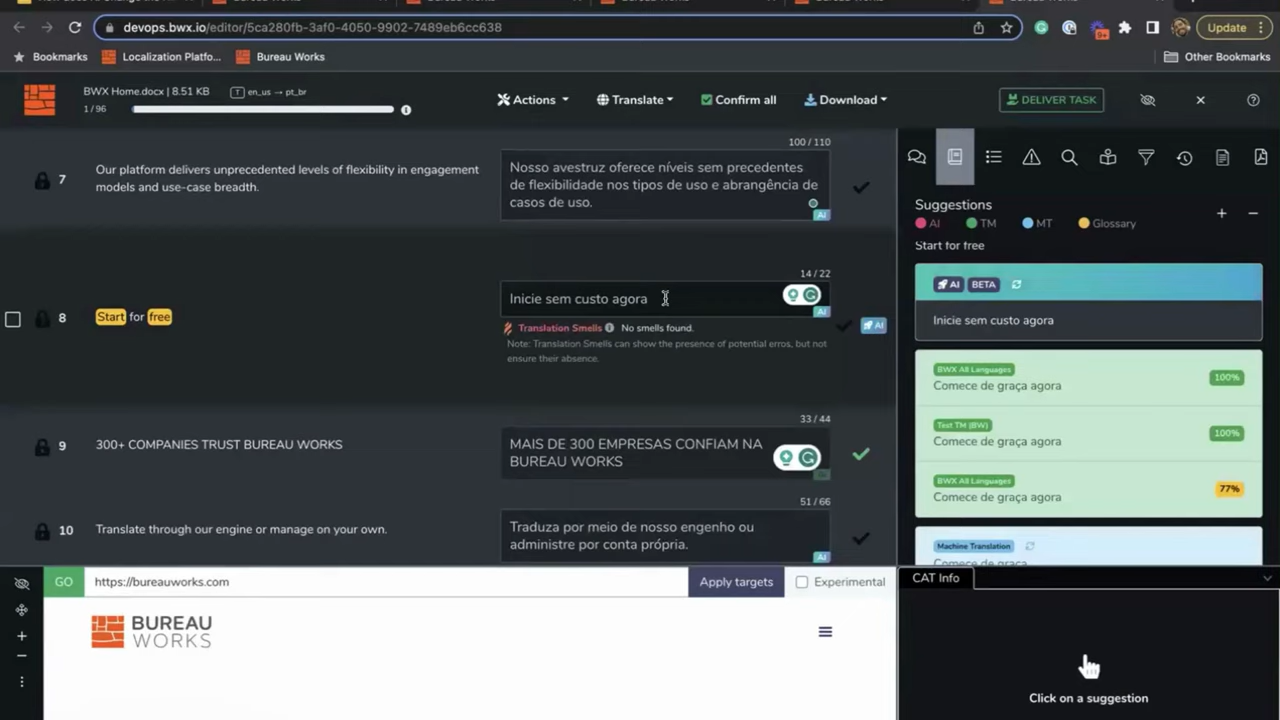 devops.bwx.io/editor/5ca280fb-3af0-4050-9902-7489eb6cc638
9+
Update
Bookmarks
Localization Platfo...
Bureau Works
Other Bookmarks
BWX Home.docx | 8.51 KB
T en_us → pt_br
1 / 96
Actions
Translate
Confirm all
Download
DELIVER TASK
100 / 110
7
Our platform delivers unprecedented levels of flexibility in engagement
models and use-case breadth.
Nosso avestruz oferece níveis sem precedentes
de flexibilidade nos tipos de uso e abrangência de
casos de uso.
AI
14 / 22
8
Start for free
Inicie sem custo agora
AI
Translation Smells No smells found.
AI
Note: Translation Smells can show the presence of potential erros, but not
ensure their absence.
33 / 44
9
300+ COMPANIES TRUST BUREAU WORKS
MAIS DE 300 EMPRESAS CONFIAM NA
BUREAU WORKS
51 / 66
10
Translate through our engine or manage on your own.
Traduza por meio de nosso engenho ou
administre por conta própria.
AI
Suggestions
AI TM MT Glossary
Start for free
AI BETA
Inicie sem custo agora
BWX All Languages
Comece de graça agora
100%
Test TM (BW)
Comece de graça agora
100%
BWX All Languages
Comece de graça agora
77%
Machine Translation
Comece de graça
GO
https://bureauworks.com
Apply targets
Experimental
BUREAU
WORKS
CAT Info
Click on a suggestion